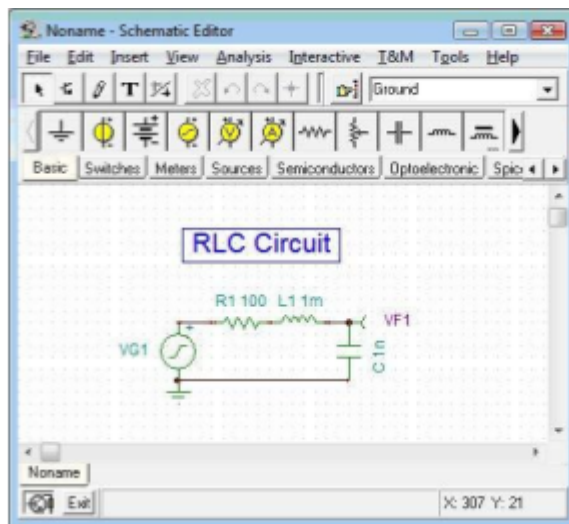 Noname - Schematic Editor
File Edit Insert View Analysis Interactive T&M Tools Help
T Ground
V A
Basic Switches Meters Sources Semiconductors Optoelectronic Spic
RLC Circuit
R1 100 L1 1m
VF1
VG1
C 1n
Noname
Exit X: 307 Y: 21